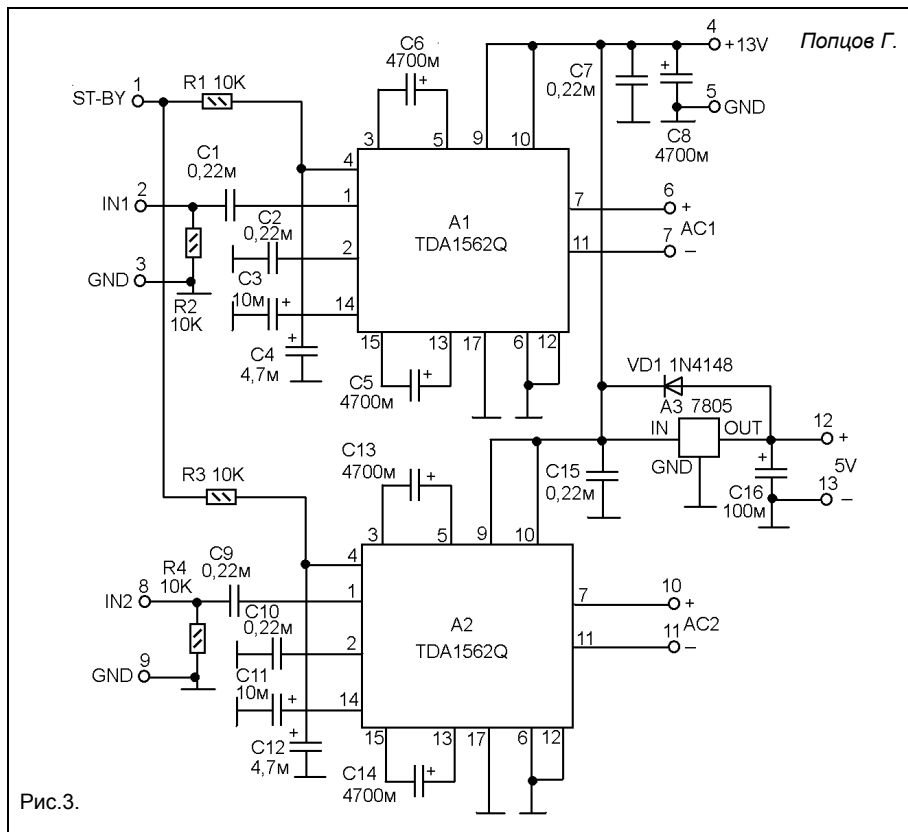 Попцов Г.
4
+13V
5
GND
C6
4700м
+
C7
0,22м
+
C8
4700м
R1 10K
1
ST-BY
3
5
9
10
C1
0,22м
4
2
IN1
1
A1
TDA1562Q
7
6
+
AC1
11
7
–
C2
0,22м
2
C3
10м
+
14
3
GND
R2
10K
+
C4
4,7м
15
13
17
6
12
C5
4700м
+
VD1 1N4148
A3 7805
IN
OUT
GND
12
+
5V
13
–
+
C16
100м
C13
4700м
+
C15
0,22м
R3 10K
3
5
9
10
C9
0,22м
4
R4
10K
8
IN2
1
A2
TDA1562Q
7
10
+
AC2
11
11
–
C10
0,22м
2
C11
10м
+
14
9
GND
+
C12
4,7м
15
13
17
6
12
C14
4700м
+
Рис.3.